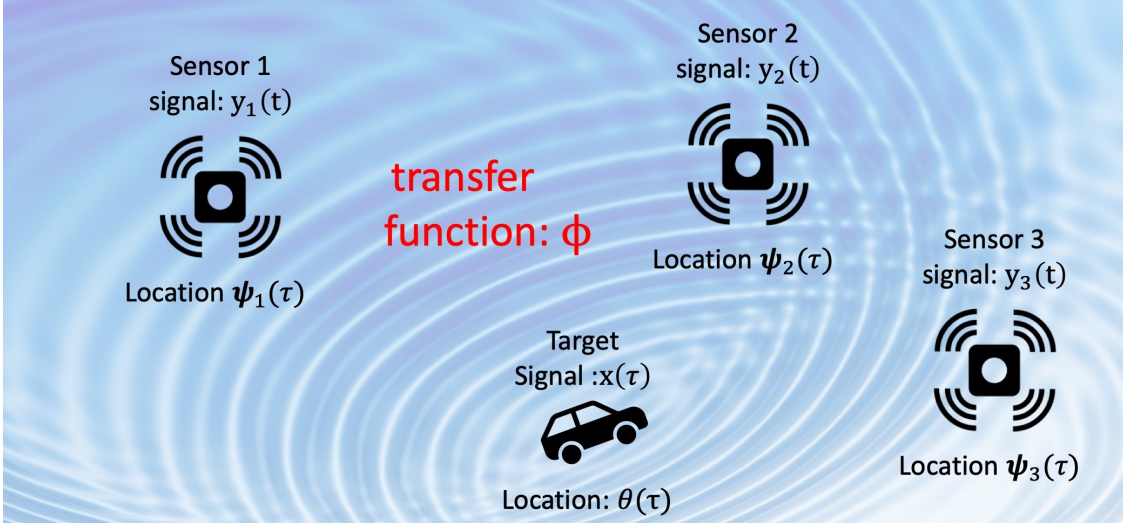 Sensor 1
signal: y₁(t)
Location 𝝍₁(τ)
transfer
function: ϕ
Sensor 2
signal: y₂(t)
Location 𝝍₂(τ)
Sensor 3
signal: y₃(t)
Location 𝝍₃(τ)
Target
Signal :x(τ)
Location: θ(τ)